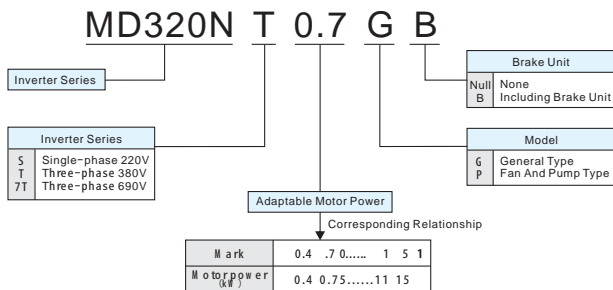 MD320N T 0.7 G B
Inverter Series
Brake Unit
Null None
B Including Brake Unit
Inverter Series
S Single-phase 220V
T Three-phase 380V
7T Three-phase 690V
Model
G General Type
P Fan And Pump Type
Adaptable Motor Power
Corresponding Relationship
Mark 0.4 .7 0...... 1 5 1
Motorpower 0.4 0.75......11 15
(kW)